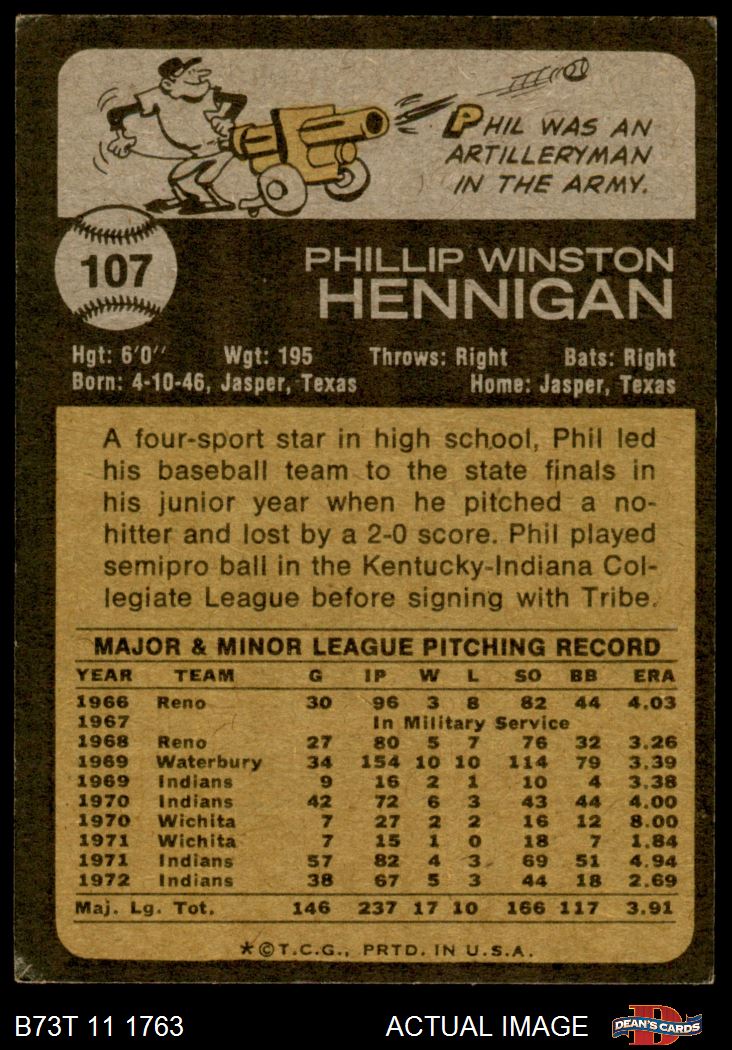 PHIL WAS AN
ARTILLERYMAN
IN THE ARMY.
107
PHILLIP WINSTON
HENNIGAN
Hgt: 6'0" Wgt: 195 Throws: Right Bats: Right
Born: 4-10-46, Jasper, Texas Home: Jasper, Texas
A four-sport star in high school, Phil led
his baseball team to the state finals in
his junior year when he pitched a no-
hitter and lost by a 2-0 score. Phil played
semipro ball in the Kentucky-Indiana Col-
legiate League before signing with Tribe.
MAJOR & MINOR LEAGUE PITCHING RECORD
YEAR TEAM G IP W L SO BB ERA
1966 Reno 30 96 3 8 82 44 4.03
1967 In Military Service
1968 Reno 27 80 5 7 76 32 3.26
1969 Waterbury 34 154 10 10 114 79 3.39
1969 Indians 9 16 2 1 10 4 3.38
1970 Indians 42 72 6 3 43 44 4.00
1970 Wichita 7 27 2 2 16 12 8.00
1971 Wichita 7 15 1 0 18 7 1.84
1971 Indians 57 82 4 3 69 51 4.94
1972 Indians 38 67 5 3 44 18 2.69
Maj. Lg. Tot. 146 237 17 10 166 117 3.91
*©T.C.G., PRTD. IN U.S.A.
B73T 11 1763 ACTUAL IMAGE D DEAN'S CARDS